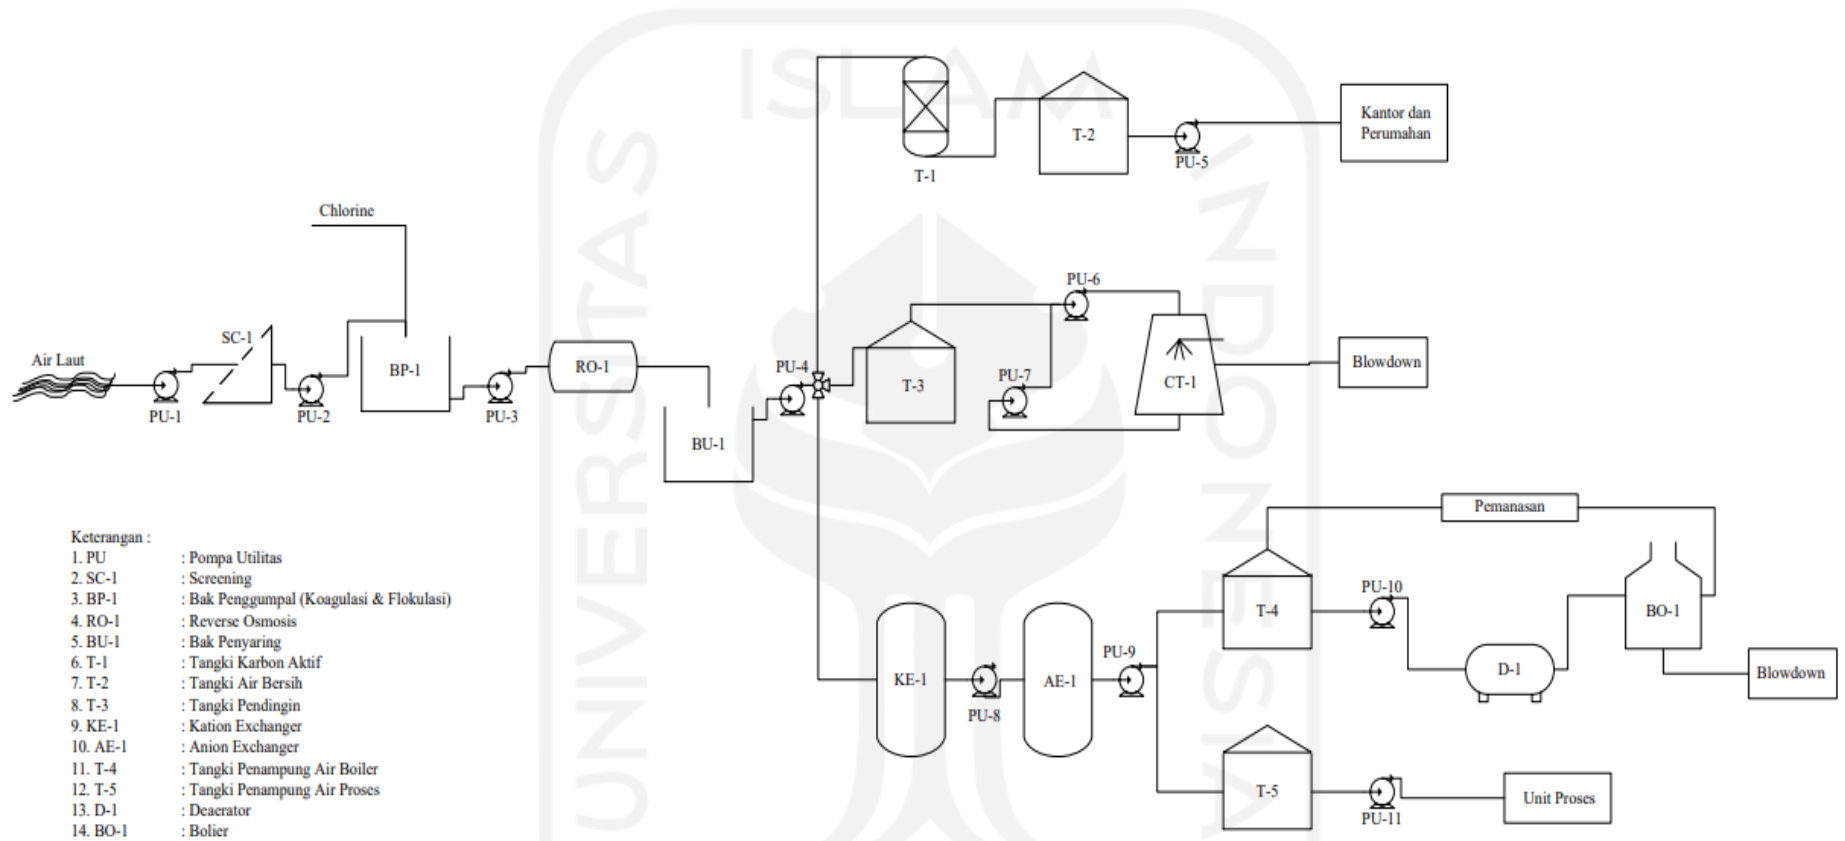 UNIVERSITAS
ISLAM
INDONESIA
T-1
T-2
PU-5
Kantor dan
Perumahan
Chlorine
Air Laut
PU-1
SC-1
PU-2
BP-1
PU-3
RO-1
BU-1
PU-4
T-3
PU-6
PU-7
CT-1
Blowdown
KE-1
PU-8
AE-1
PU-9
T-4
PU-10
Pemanasan
D-1
BO-1
Blowdown
T-5
PU-11
Unit Proses
Keterangan :
1. PU : Pompa Utilitas
2. SC-1 : Screening
3. BP-1 : Bak Penggumpal (Koagulasi & Flokulasi)
4. RO-1 : Reverse Osmosis
5. BU-1 : Bak Penyaring
6. T-1 : Tangki Karbon Aktif
7. T-2 : Tangki Air Bersih
8. T-3 : Tangki Pendingin
9. KE-1 : Kation Exchanger
10. AE-1 : Anion Exchanger
11. T-4 : Tangki Penampung Air Boiler
12. T-5 : Tangki Penampung Air Proses
13. D-1 : Deaerator
14. BO-1 : Bolier